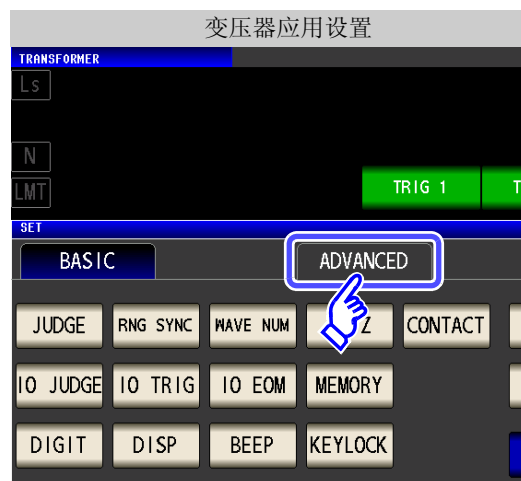 变压器应用设置
TRANSFORMER
Ls
N
LMT
TRIG 1
SET
BASIC ADVANCED
JUDGE RNG SYNC WAVE NUM CONTACT
IO JUDGE IO TRIG IO EOM MEMORY
DIGIT DISP BEEP KEYLOCK